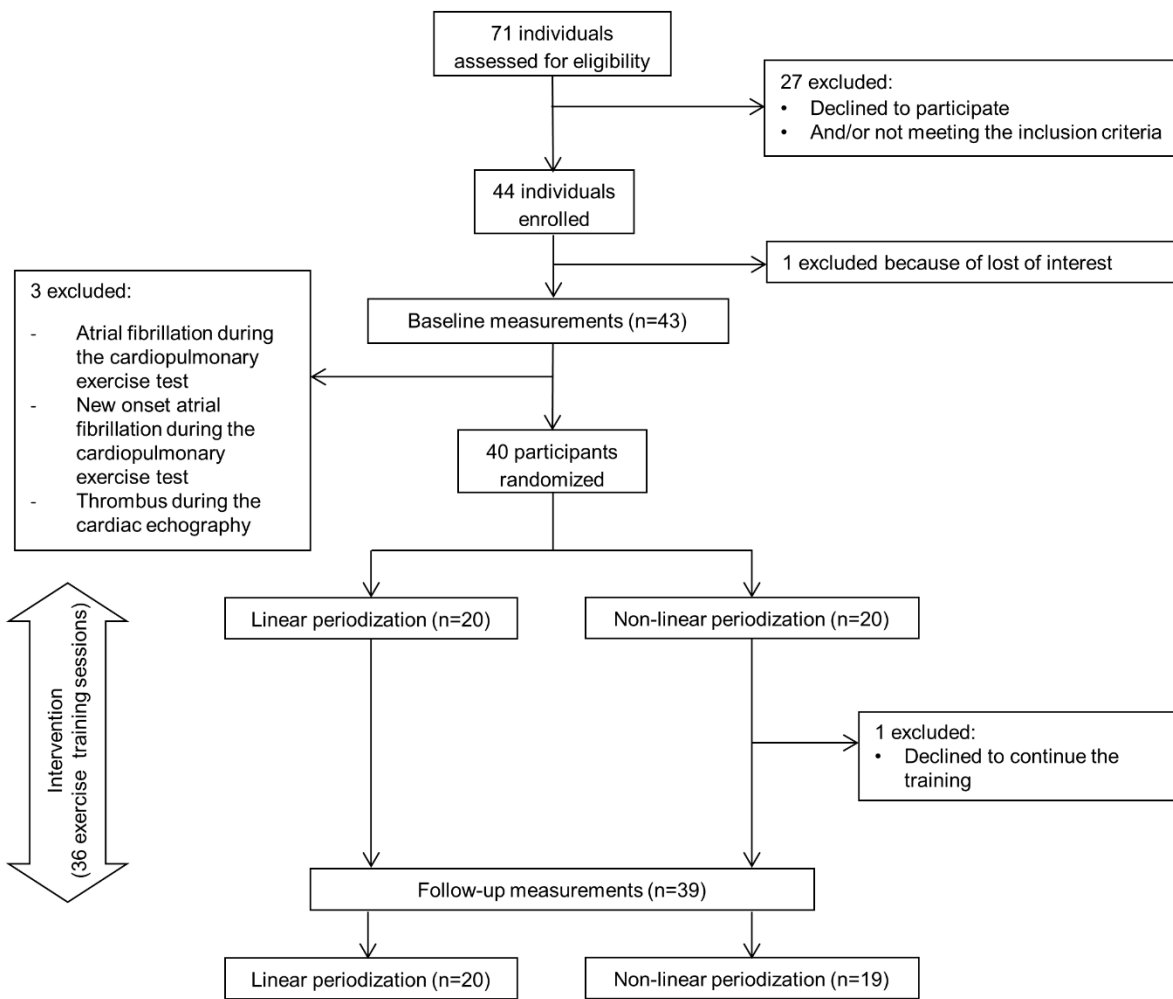 71 individuals
assessed for eligibility
27 excluded:
• Declined to participate
• And/or not meeting the inclusion criteria
44 individuals
enrolled
1 excluded because of lost of interest
3 excluded:
- Atrial fibrillation during
the cardiopulmonary
exercise test
- New onset atrial
fibrillation during the
cardiopulmonary
exercise test
- Thrombus during the
cardiac echography
Baseline measurements (n=43)
40 participants
randomized
Intervention
(36 exercise training sessions)
Linear periodization (n=20)
Non-linear periodization (n=20)
1 excluded:
• Declined to continue the
training
Follow-up measurements (n=39)
Linear periodization (n=20)
Non-linear periodization (n=19)